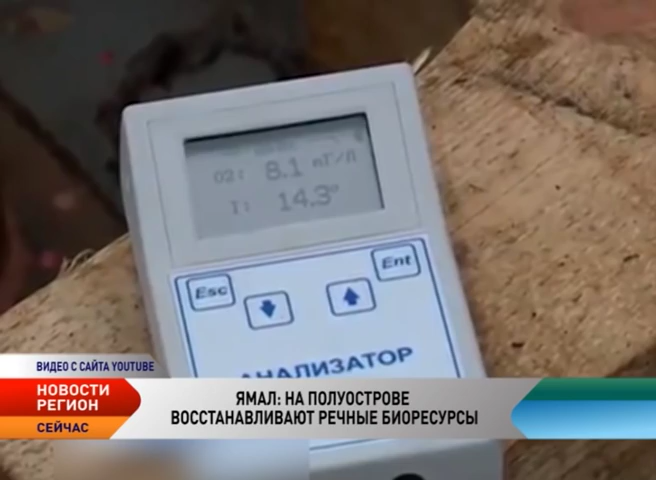 O2: 8.1 мГ/Л
T: 14.3°
Esc
Ent
АНАЛИЗАТОР
ВИДЕО С САЙТА YOUTUBE
НОВОСТИ
РЕГИОН
СЕЙЧАС
ЯМАЛ: НА ПОЛУОСТРОВЕ
ВОССТАНАВЛИВАЮТ РЕЧНЫЕ БИОРЕСУРСЫ